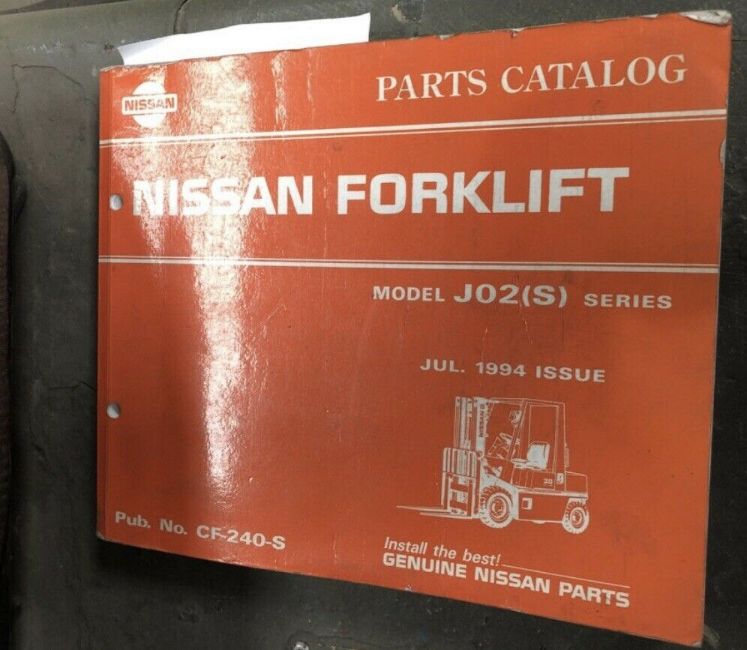 NISSAN
PARTS CATALOG
NISSAN FORKLIFT
MODEL J02(S) SERIES
JUL. 1994 ISSUE
Pub. No. CF-240-S
Install the best!
GENUINE NISSAN PARTS